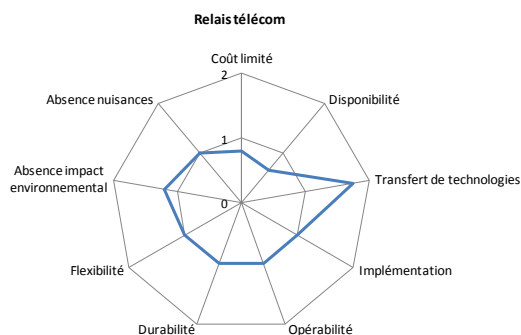 Relais télécom
Coût limité
2
Absence nuisances
Disponibilité
1
Absence impact
environnemental
Transfert de technologies
0
Flexibilité
Implémentation
Durabilité
Opérabilité